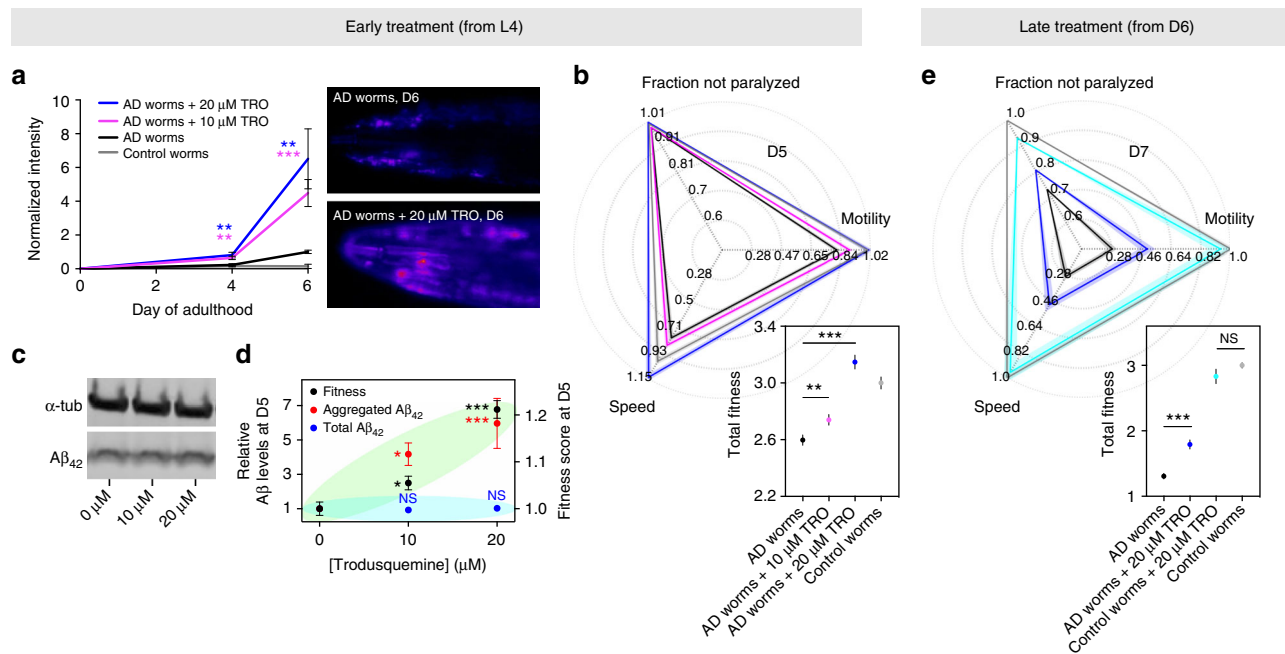 Early treatment (from L4)
Late treatment (from D6)
a
10
8
6
4
2
0
Normalized intensity
0 2 4 6
Day of adulthood
AD worms + 20 μM TRO
AD worms + 10 μM TRO
AD worms
Control worms
**
**
**
***
AD worms, D6
AD worms + 20 μM TRO, D6
b
Fraction not paralyzed
1.01
0.91
0.81
0.7
0.6
D5
Motility
0.28 0.47 0.65 0.84 1.02
0.28
0.5
0.71
0.93
1.15
Speed
3.4
3.0
2.6
2.2
Total fitness
***
**
AD worms
AD worms + 10 μM TRO
AD worms + 20 μM TRO
Control worms
c
α-tub
Aβ42
0 μM
10 μM
20 μM
d
Relative
Aβ levels at D5
7
5
3
1
Fitness
Aggregated Aβ42
Total Aβ42
*
*
NS
***
***
NS
1.2
1.1
1.0
Fitness score at D5
0 10 20
[Trodusquemine] (μM)
e
Fraction not paralyzed
1.0
0.9
0.8
0.7
0.6
D7
Motility
0.28 0.46 0.64 0.82 1.0
0.28
0.46
0.64
0.82
1.0
Speed
3
2
1
Total fitness
***
NS
AD worms
AD worms + 20 μM TRO
Control worms + 20 μM TRO
Control worms